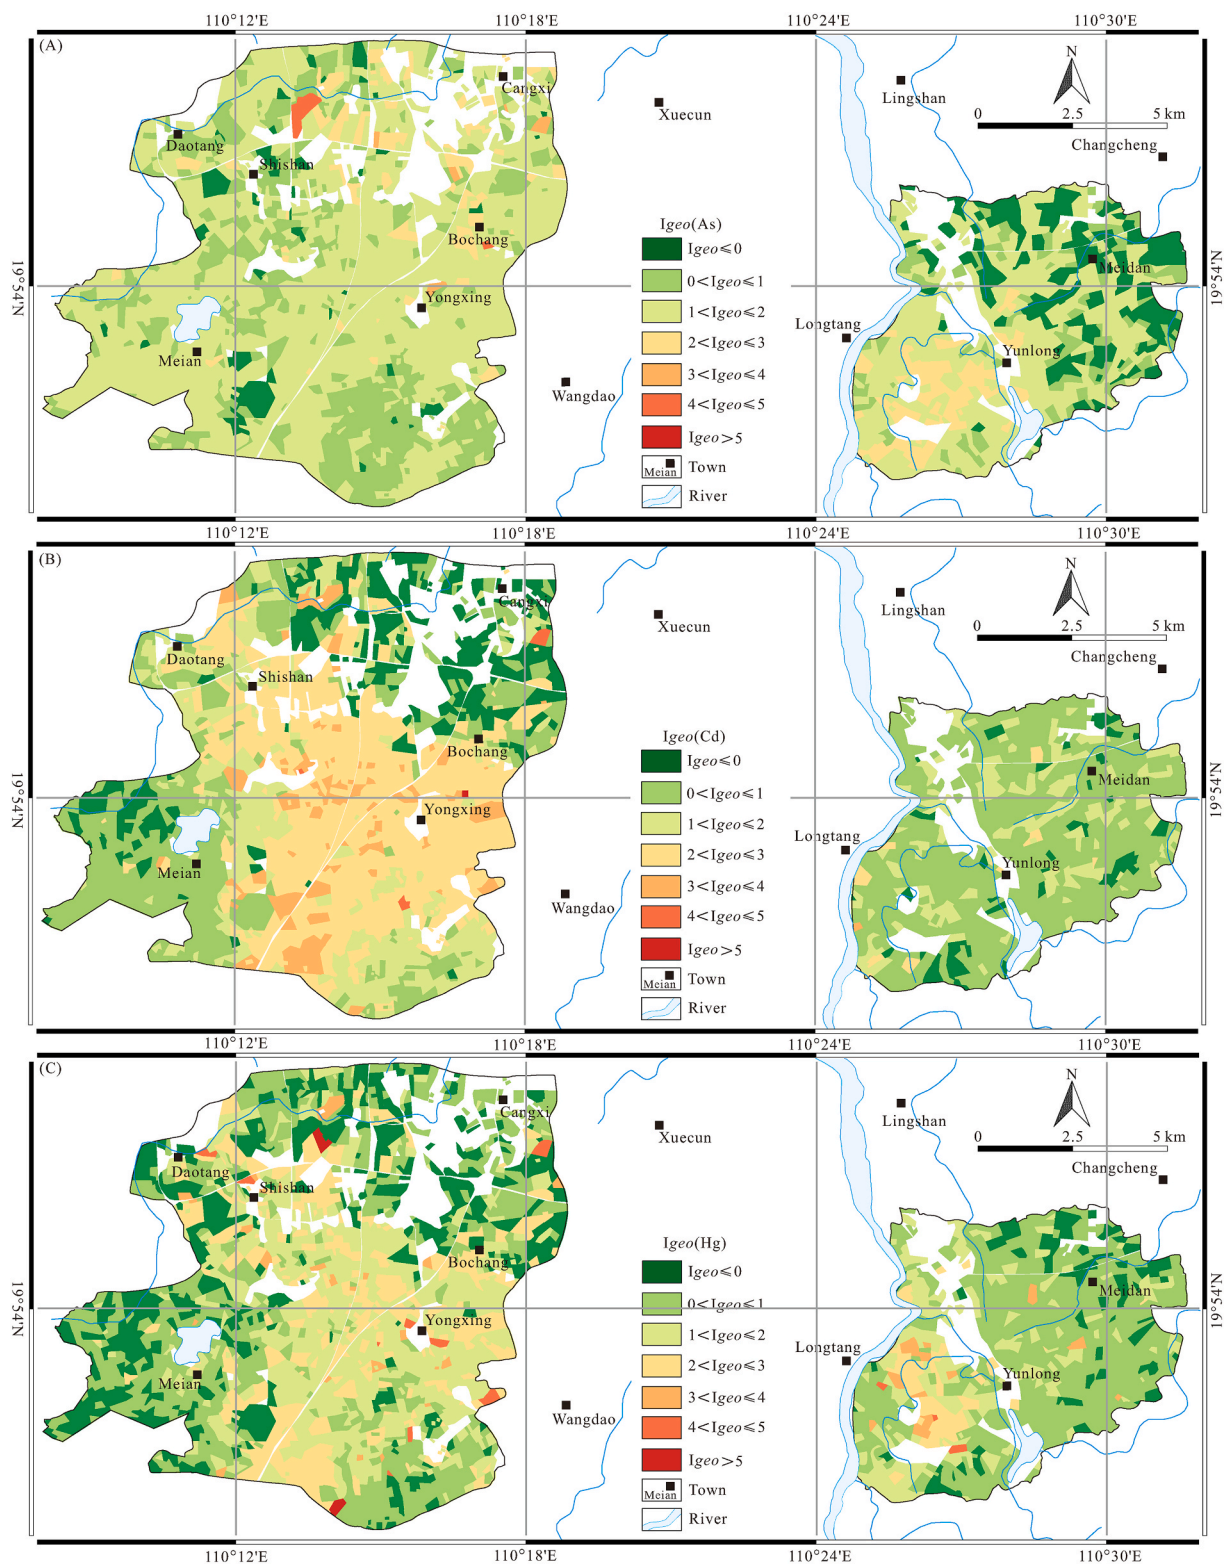 110°12'E 110°18'E 110°24'E 110°30'E
(A)
N
Lingshan
Cangxi
Xuecun
0 2.5 5 km
Daotang
Changcheng
Shishan
Igeo(As)
Bochang
Igeo⩽0
Meidan
0<Igeo⩽1
19°54'N
19°54'N
Yongxing
1<Igeo⩽2
Longtang
2<Igeo⩽3
Meian
Yunlong
3<Igeo⩽4
Wangdao
4<Igeo⩽5
Igeo>5
Meian Town
River
110°12'E 110°18'E 110°24'E 110°30'E
(B)
N
Lingshan
Cangxi
Xuecun
0 2.5 5 km
Daotang
Changcheng
Shishan
Igeo(Cd)
Bochang
Igeo⩽0
Meidan
0<Igeo⩽1
19°54'N
19°54'N
Yongxing
1<Igeo⩽2
Longtang
2<Igeo⩽3
Meian
Yunlong
3<Igeo⩽4
Wangdao
4<Igeo⩽5
Igeo>5
Meian Town
River
110°12'E 110°18'E 110°24'E 110°30'E
(C)
N
Lingshan
Cangxi
Xuecun
0 2.5 5 km
Daotang
Changcheng
Shishan
Igeo(Hg)
Bochang
Igeo⩽0
Meidan
0<Igeo⩽1
19°54'N
19°54'N
Yongxing
1<Igeo⩽2
Longtang
2<Igeo⩽3
Meian
Yunlong
3<Igeo⩽4
Wangdao
4<Igeo⩽5
Igeo>5
Meian Town
River
110°12'E 110°18'E 110°24'E 110°30'E